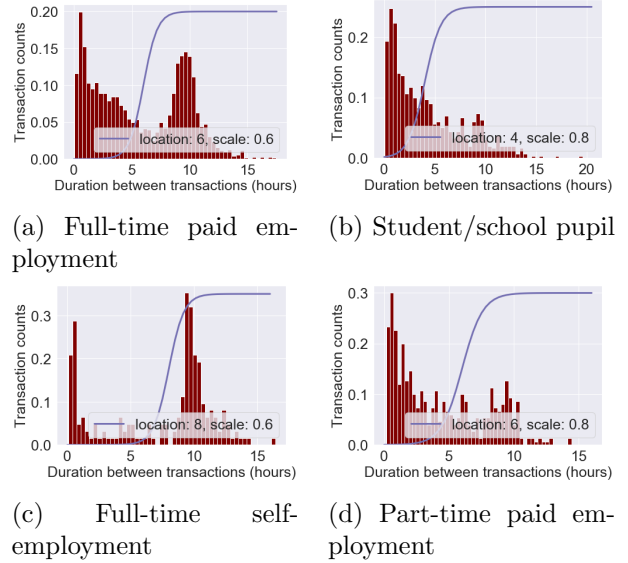 0.20
0.15
0.10
0.05
0.00
Transaction counts
location: 6, scale: 0.6
0 5 10 15
Duration between transactions (hours)
(a) Full-time paid em-
ployment
0.2
0.1
0.0
Transaction counts
location: 4, scale: 0.8
0 5 10 15 20
Duration between transactions (hours)
(b) Student/school pupil
0.3
0.2
0.1
0.0
Transaction counts
location: 8, scale: 0.6
0 5 10 15
Duration between transactions (hours)
(c) Full-time self-
employment
0.3
0.2
0.1
0.0
Transaction counts
location: 6, scale: 0.8
0 5 10 15
Duration between transactions (hours)
(d) Part-time paid em-
ployment